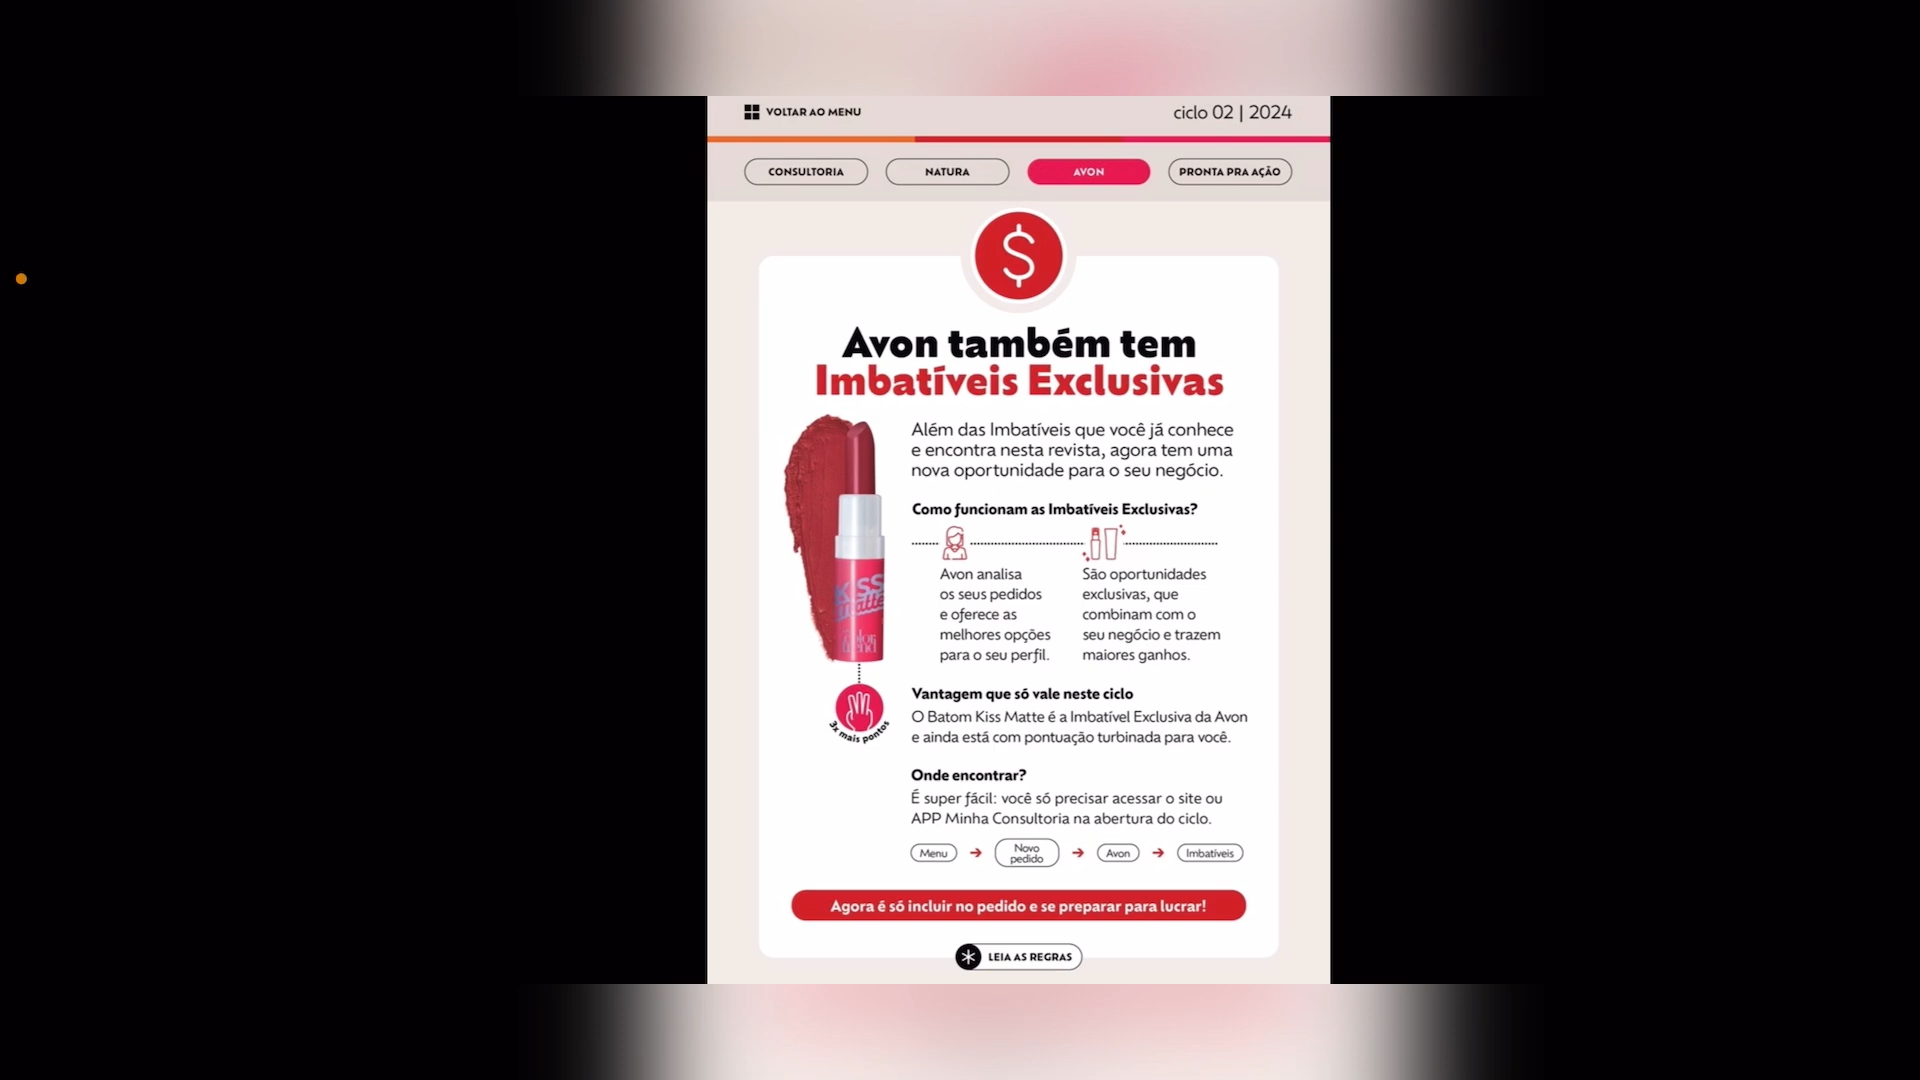 VOLTAR AO MENU
ciclo 02 | 2024
CONSULTORIA
NATURA
AVON
PRONTA PRA AÇÃO
$
Avon também tem
Imbatíveis Exclusivas
Além das Imbatíveis que você já conhece
e encontra nesta revista, agora tem uma
nova oportunidade para o seu negócio.
Como funcionam as Imbatíveis Exclusivas?
Avon analisa
os seus pedidos
e oferece as
melhores opções
para o seu perfil.
São oportunidades
exclusivas, que
combinam com o
seu negócio e trazem
maiores ganhos.
KISS
Matte
color
trend
3x mais pontos
Vantagem que só vale neste ciclo
O Batom Kiss Matte é a Imbatível Exclusiva da Avon
e ainda está com pontuação turbinada para você.
Onde encontrar?
É super fácil: você só precisar acessar o site ou
APP Minha Consultoria na abertura do ciclo.
Menu
Novo
pedido
Avon
Imbatíveis
Agora é só incluir no pedido e se preparar para lucrar!
LEIA AS REGRAS